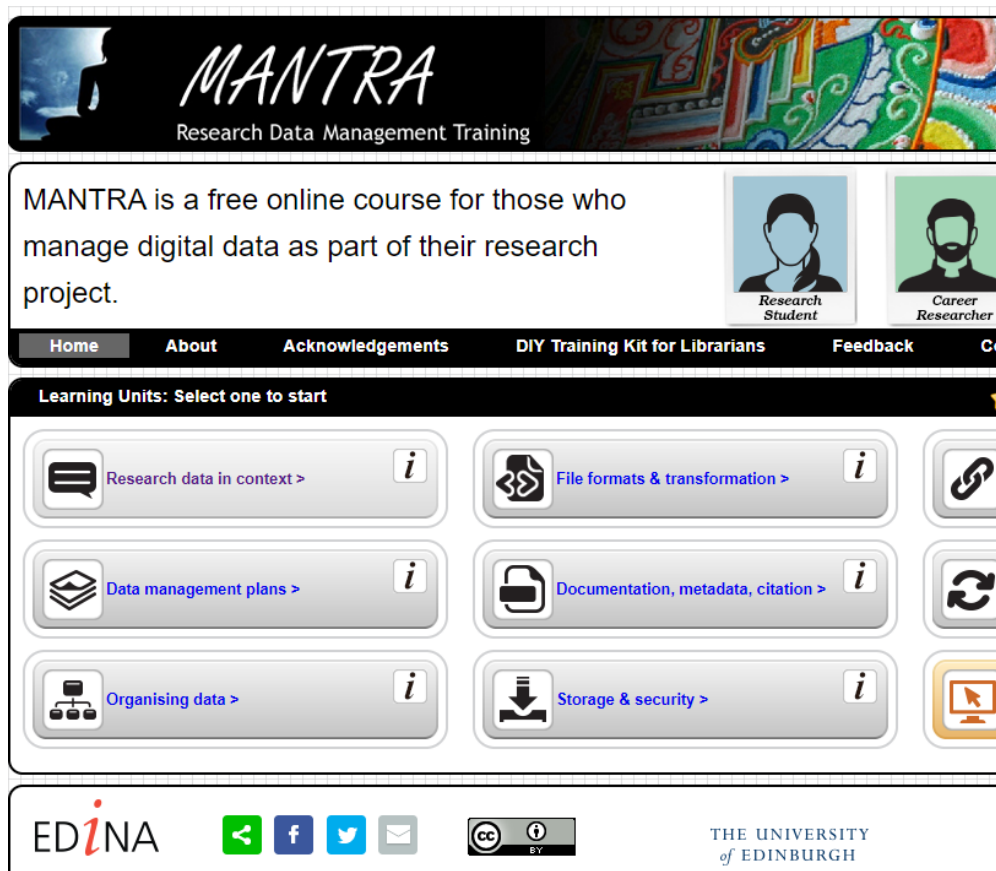 MANTRA
Research Data Management Training
MANTRA is a free online course for those who
manage digital data as part of their research
project.
Research
Student
Career
Researcher
Home About Acknowledgements DIY Training Kit for Librarians Feedback
Learning Units: Select one to start
Research data in context > i
File formats & transformation > i
Data management plans > i
Documentation, metadata, citation > i
Organising data > i
Storage & security > i
EDiNA
f
cc
BY
THE UNIVERSITY
of EDINBURGH